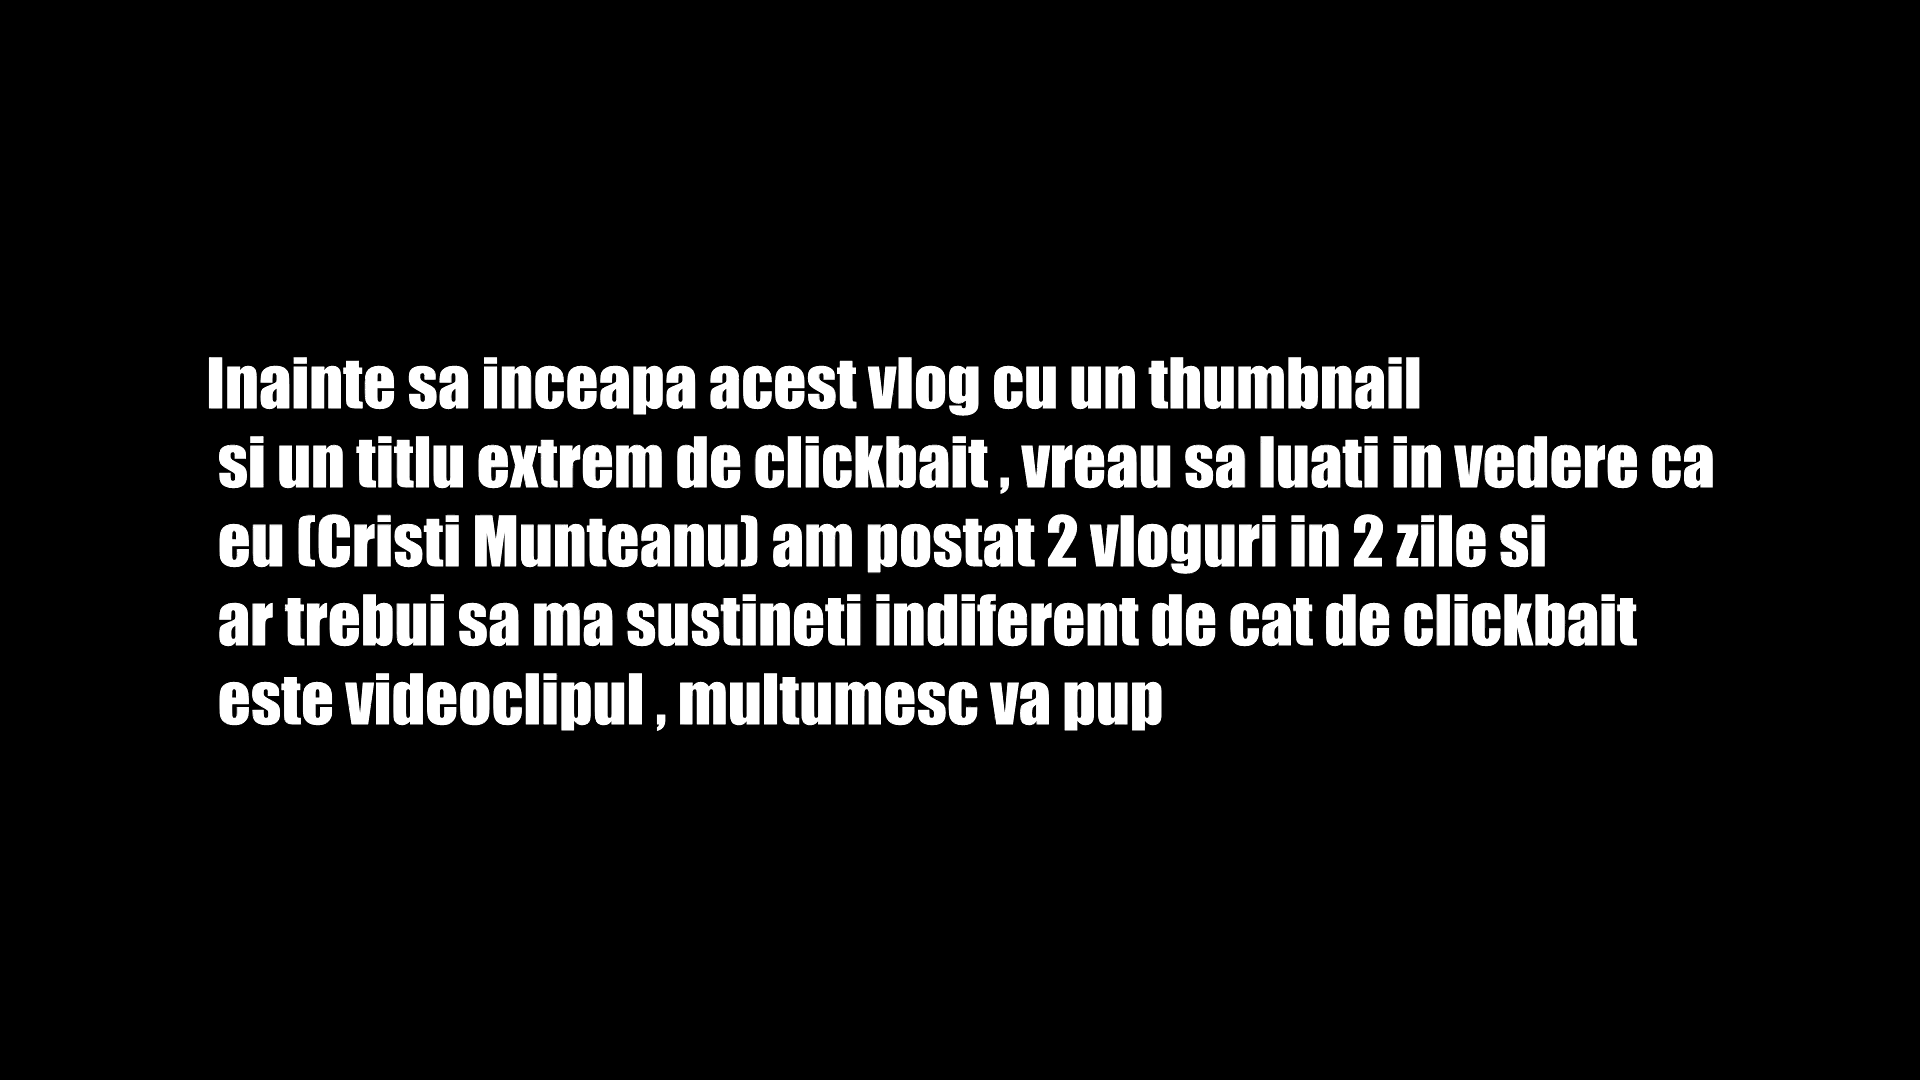 Inainte sa inceapa acest vlog cu un thumbnail
si un titlu extrem de clickbait , vreau sa luati in vedere ca
eu (Cristi Munteanu) am postat 2 vloguri in 2 zile si
ar trebui sa ma sustineti indiferent de cat de clickbait
este videoclipul , multumesc va pup